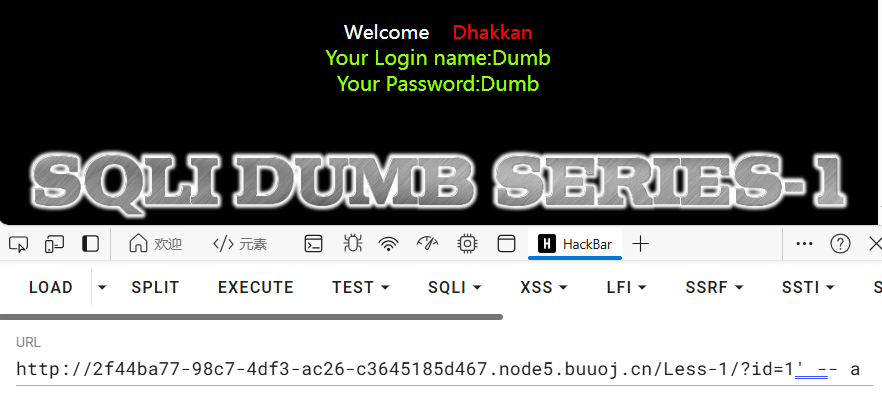 Welcome Dhakkan
Your Login name:Dumb
Your Password:Dumb
SQLI DUMB SERIES-1
欢迎 </> 元素 H HackBar
LOAD SPLIT EXECUTE TEST SQLI XSS LFI SSRF SSTI S
URL
http://2f44ba77-98c7-4df3-ac26-c3645185d467.node5.buuoj.cn/Less-1/?id=1' -- a